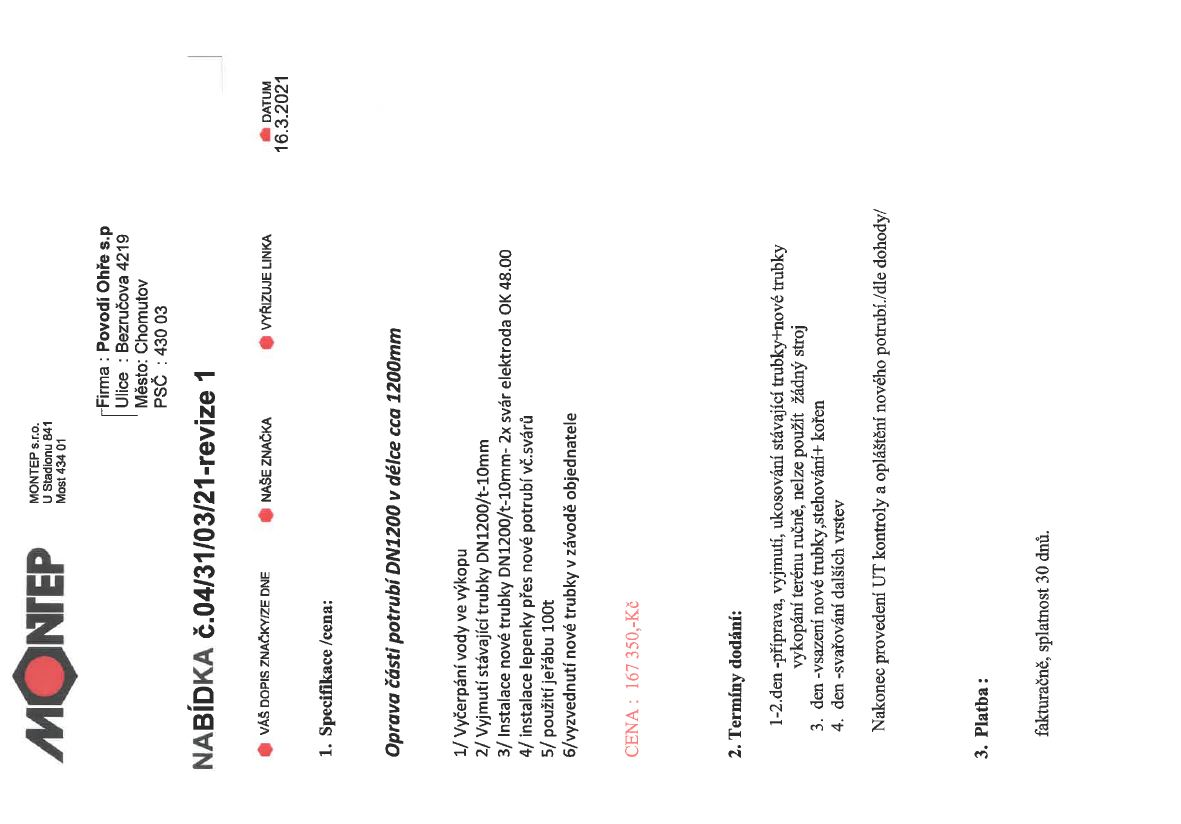 MONTEP
MONTEP s.r.o.
U Stadionu 841
Most 434 01
Firma : Povodí Ohře s.p
Ulice : Bezručova 4219
Město: Chomutov
PSČ : 430 03
NABÍDKA č.04/31/03/21-revize 1
VÁŠ DOPIS ZNAČKY/ZE DNE NAŠE ZNAČKA VYŘIZUJE LINKA DATUM
16.3.2021
1. Specifikace /cena:
Oprava části potrubí DN1200 v délce cca 1200mm
1/ Vyčerpání vody ve výkopu
2/ Vyjmutí stávající trubky DN1200/t-10mm
3/ Instalace nové trubky DN1200/t-10mm- 2x svár elektroda OK 48.00
4/ instalace lepenky přes nové potrubí vč.svárů
5/ použití jeřábu 100t
6/vyzvednutí nové trubky v závodě objednatele
CENA : 167 350,-Kč
2. Termíny dodání:
1-2.den -příprava, vyjmutí, ukosování stávající trubky+nové trubky
vykopání terénu ručně, nelze použít žádný stroj
3. den -vsazení nové trubky,stehování+ kořen
4. den -svařování dalších vrstev
Nakonec provedení UT kontroly a opláštění nového potrubí./dle dohody/
3. Platba :
fakturačně, splatnost 30 dnů.